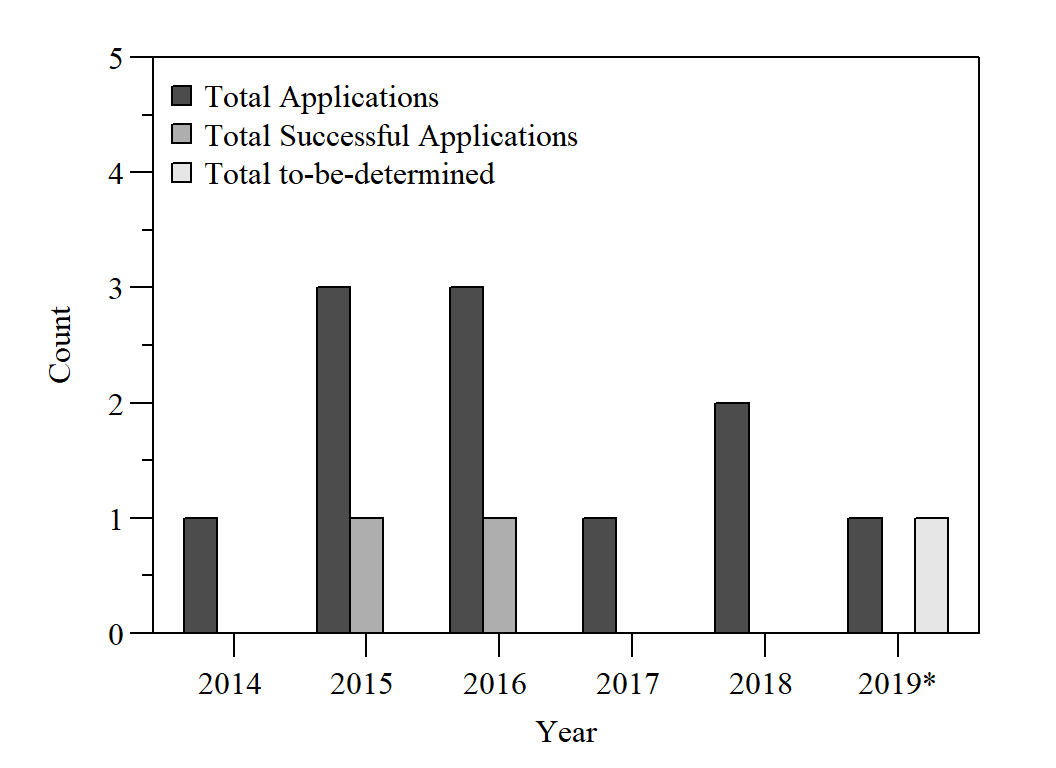 5
Total Applications
Total Successful Applications
4
Total to-be-determined
3
Count
2
1
0
2014 2015 2016 2017 2018 2019*
Year